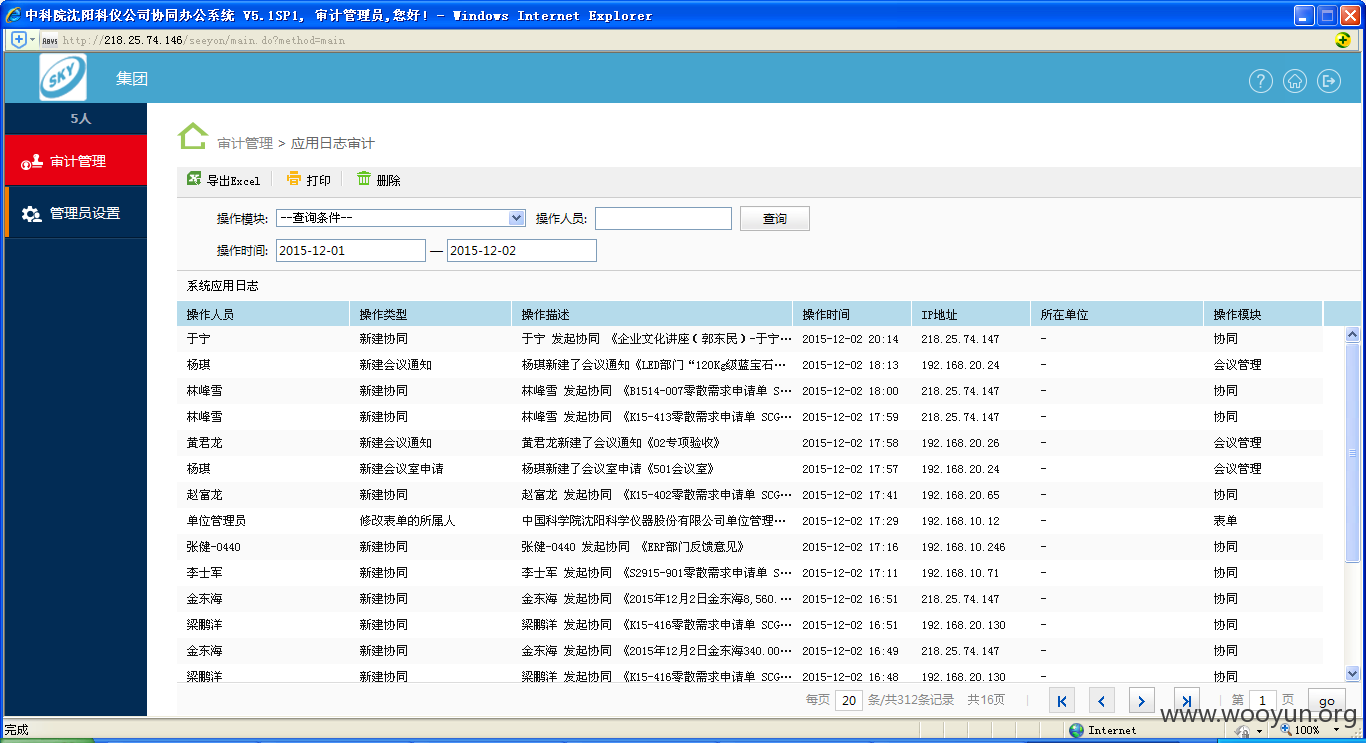 中科院沈阳科仪公司协同办公系统 V5.1SP1, 审计管理员,您好! - Windows Internet Explorer
http://218.25.74.146/seeyon/main.do?method=main
SKY 集团
5人
审计管理
管理员设置
审计管理 > 应用日志审计
导出Excel 打印 删除
操作模块: --查询条件-- 操作人员: 查询
操作时间: 2015-12-01 — 2015-12-02
系统应用日志
操作人员 操作类型 操作描述 操作时间 IP地址 所在单位 操作模块
于宁 新建协同 于宁 发起协同 《企业文化讲座(郭东民)-于宁… 2015-12-02 20:14 218.25.74.147 - 协同
杨琪 新建会议通知 杨琪新建了会议通知《LED部门“120Kg级蓝宝石… 2015-12-02 18:13 192.168.20.24 - 会议管理
林峰雪 新建协同 林峰雪 发起协同 《B1514-007零散需求申请单 S… 2015-12-02 18:00 218.25.74.147 - 协同
林峰雪 新建协同 林峰雪 发起协同 《K15-413零散需求申请单 SCG… 2015-12-02 17:59 218.25.74.147 - 协同
黄君龙 新建会议通知 黄君龙新建了会议通知《02专项验收》 2015-12-02 17:58 192.168.20.26 - 会议管理
杨琪 新建会议室申请 杨琪新建了会议室申请《501会议室》 2015-12-02 17:57 192.168.20.24 - 会议管理
赵富龙 新建协同 赵富龙 发起协同 《K15-402零散需求申请单 SCG… 2015-12-02 17:41 192.168.20.65 - 协同
单位管理员 修改表单的所属人 中国科学院沈阳科学仪器股份有限公司单位管理… 2015-12-02 17:29 192.168.10.12 - 表单
张健-0440 新建协同 张健-0440 发起协同 《ERP部门反馈意见》 2015-12-02 17:16 192.168.10.246 - 协同
李士军 新建协同 李士军 发起协同 《S2915-901零散需求申请单 S… 2015-12-02 17:11 192.168.10.71 - 协同
金东海 新建协同 金东海 发起协同 《2015年12月2日金东海8,560.… 2015-12-02 16:51 218.25.74.147 - 协同
梁鹏洋 新建协同 梁鹏洋 发起协同 《K15-416零散需求申请单 SCG… 2015-12-02 16:51 192.168.20.130 - 协同
金东海 新建协同 金东海 发起协同 《2015年12月2日金东海340.00… 2015-12-02 16:49 218.25.74.147 - 协同
梁鹏洋 新建协同 梁鹏洋 发起协同 《K15-416零散需求申请单 SCG… 2015-12-02 16:48 192.168.20.130 - 协同
每页 20 条/共312条记录 共16页 第 1 页 go
www.wooyun.org
完成 Internet 100%